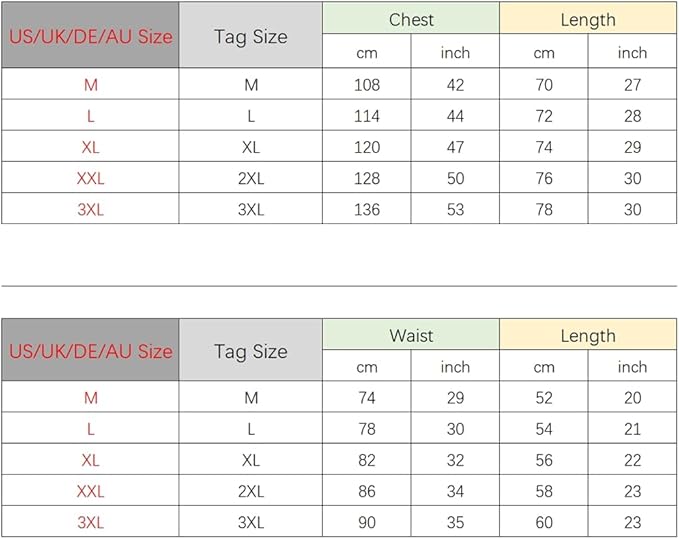 US/UK/DE/AU Size Tag Size Chest Length
cm inch cm inch
M M 108 42 70 27
L L 114 44 72 28
XL XL 120 47 74 29
XXL 2XL 128 50 76 30
3XL 3XL 136 53 78 30
US/UK/DE/AU Size Tag Size Waist Length
cm inch cm inch
M M 74 29 52 20
L L 78 30 54 21
XL XL 82 32 56 22
XXL 2XL 86 34 58 23
3XL 3XL 90 35 60 23